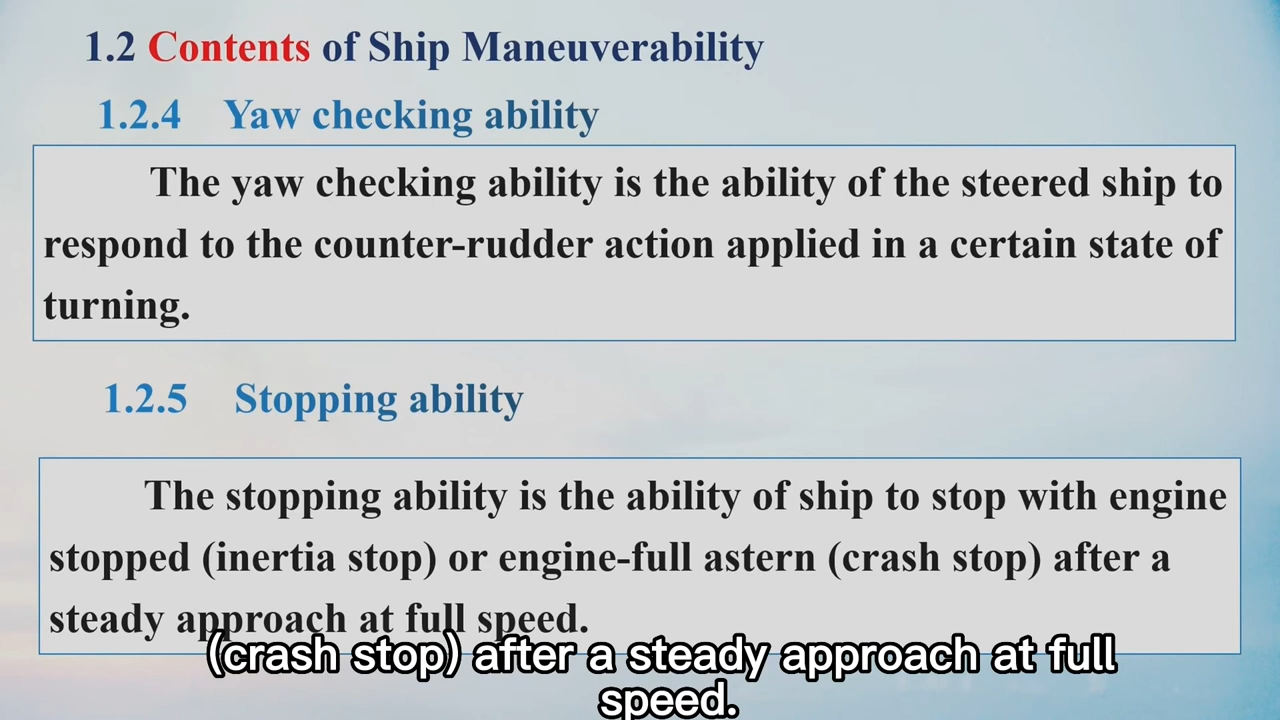 1.2 Contents of Ship Maneuverability
1.2.4 Yaw checking ability
The yaw checking ability is the ability of the steered ship to
respond to the counter-rudder action applied in a certain state of
turning.
1.2.5 Stopping ability
The stopping ability is the ability of ship to stop with engine
stopped (inertia stop) or engine-full astern (crash stop) after a
steady approach at full speed.
(crash stop) after a steady approach at full
speed.